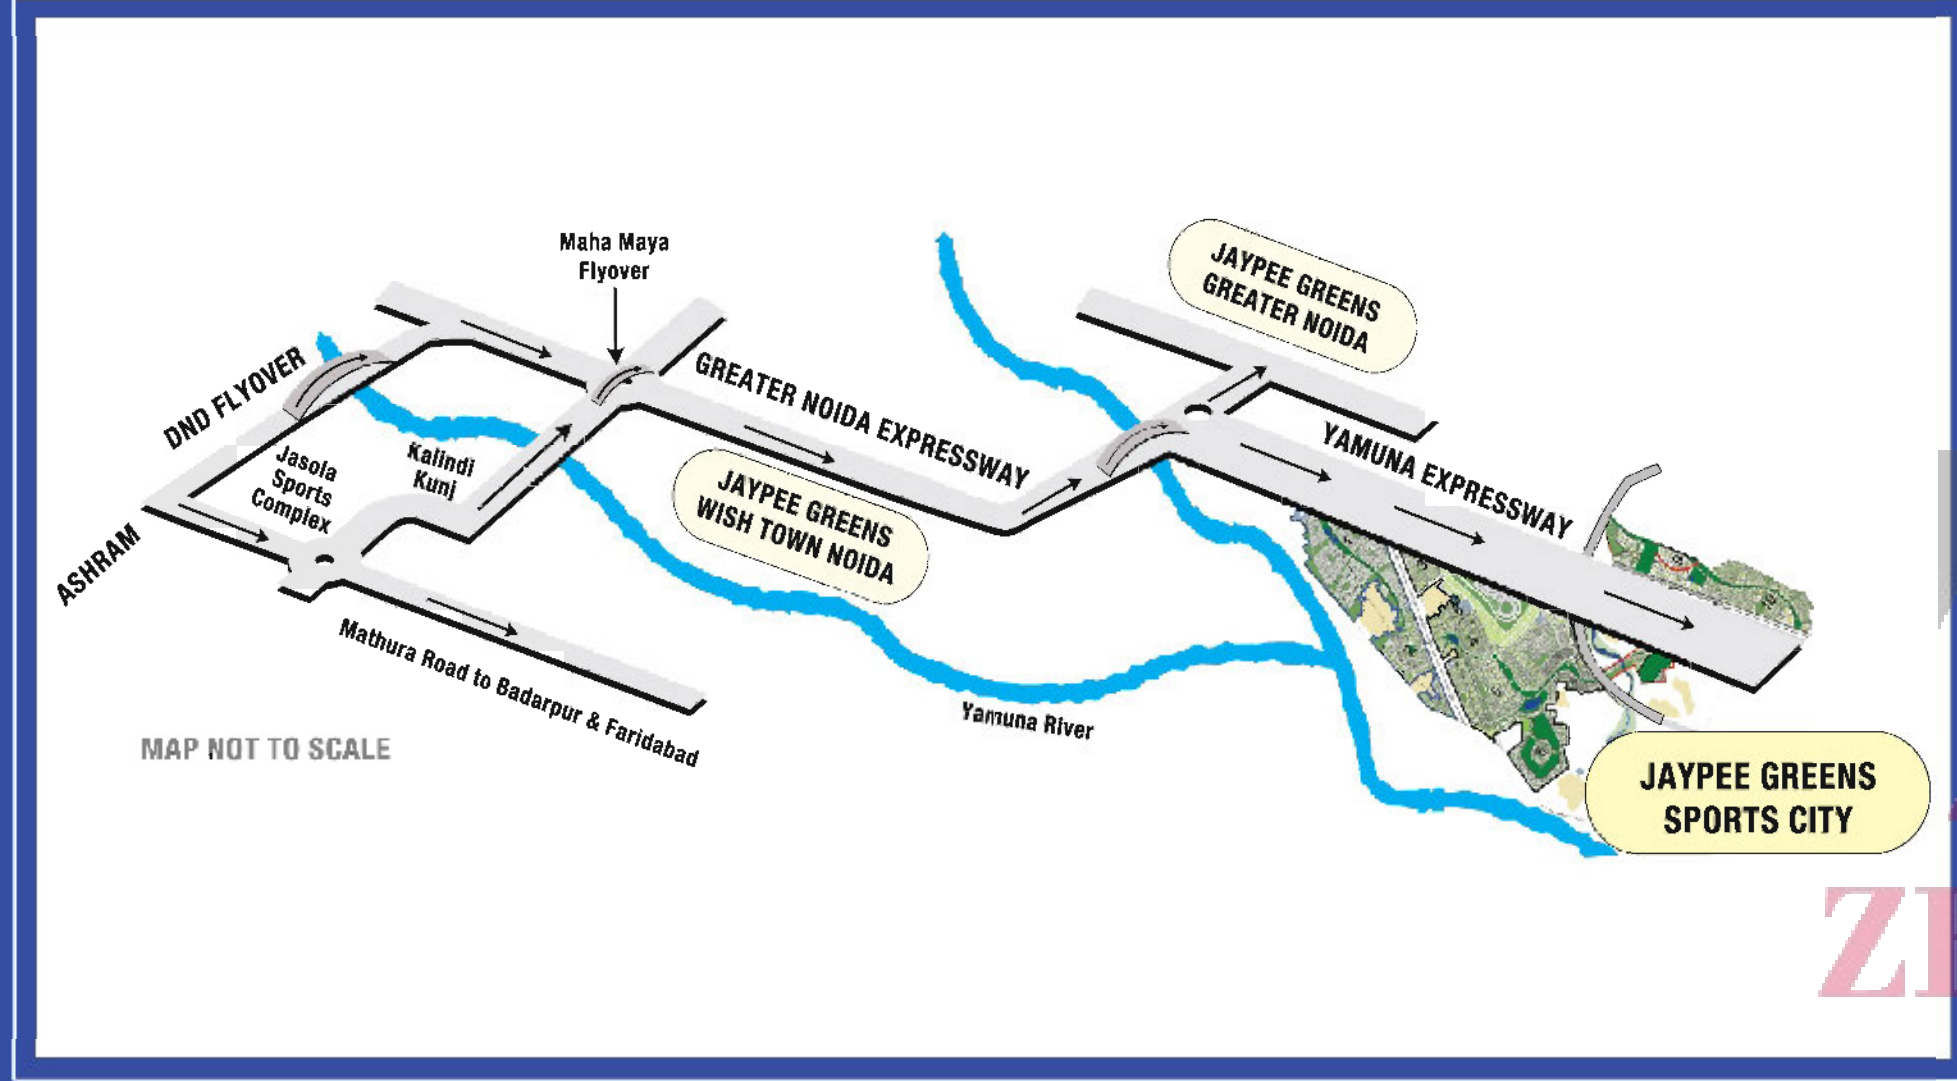 Maha Maya
Flyover
JAYPEE GREENS
GREATER NOIDA
DND FLYOVER
GREATER NOIDA EXPRESSWAY
YAMUNA EXPRESSWAY
Jasola
Sports
Complex
Kalindi
Kunj
JAYPEE GREENS
WISH TOWN NOIDA
ASHRAM
Mathura Road to Badarpur & Faridabad
Yamuna River
MAP NOT TO SCALE
JAYPEE GREENS
SPORTS CITY